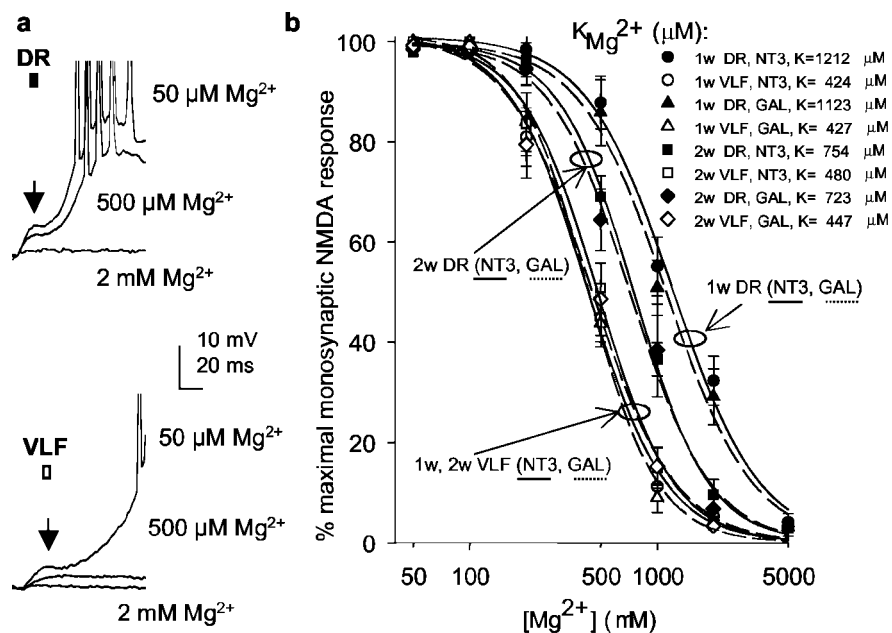 a
DR
50 µM Mg2+
500 µM Mg2+
2 mM Mg2+
10 mV
20 ms
VLF
50 µM Mg2+
500 µM Mg2+
2 mM Mg2+
b
% maximal monosynaptic NMDA response
100
80
60
40
20
0
50
100
500
1000
5000
[Mg2+] (mM)
KMg2+ (µM):
1w DR, NT3, K=1212 µM
1w VLF, NT3, K= 424 µM
1w DR, GAL, K=1123 µM
1w VLF, GAL, K= 427 µM
2w DR, NT3, K= 754 µM
2w VLF, NT3, K= 480 µM
2w DR, GAL, K= 723 µM
2w VLF, GAL, K= 447 µM
2w DR (NT3, GAL)
1w DR (NT3, GAL)
1w, 2w VLF (NT3, GAL)